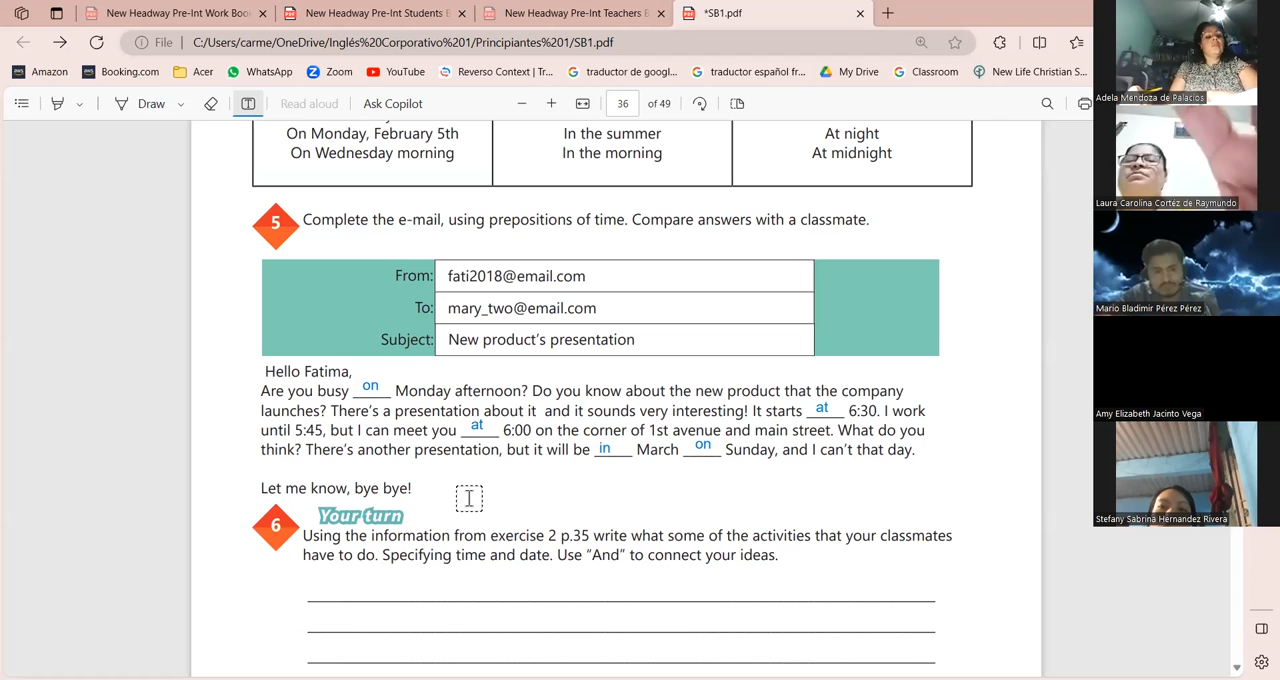 New Headway Pre-Int Work Boo
New Headway Pre-Int Students B
New Headway Pre-Int Teachers B
*SB1.pdf
File
C:/Users/carme/OneDrive/Inglés%20Corporativo%201/Principiantes%201/SB1.pdf
Amazon
Booking.com
Acer
WhatsApp
Zoom
YouTube
Reverso Context | Tr...
traductor de googl...
traductor español fr...
My Drive
Classroom
New Life Christian S...
Draw
Read aloud
Ask Copilot
36
of 49
On Monday, February 5th
In the summer
At night
On Wednesday morning
In the morning
At midnight
5
Complete the e-mail, using prepositions of time. Compare answers with a classmate.
From: fati2018@email.com
To: mary_two@email.com
Subject: New product's presentation
Hello Fatima,
Are you busy on Monday afternoon? Do you know about the new product that the company
launches? There's a presentation about it and it sounds very interesting! It starts at 6:30. I work
until 5:45, but I can meet you at 6:00 on the corner of 1st avenue and main street. What do you
think? There's another presentation, but it will be in March on Sunday, and I can't that day.
Let me know, bye bye!
6
Your turn
Using the information from exercise 2 p.35 write what some of the activities that your classmates
have to do. Specifying time and date. Use “And” to connect your ideas.
Adela Mendoza de Palacios
Laura Carolina Cortéz de Raymundo
Mario Bladimir Pérez Pérez
Amy Elizabeth Jacinto Vega
Stefany Sabrina Hernandez Rivera